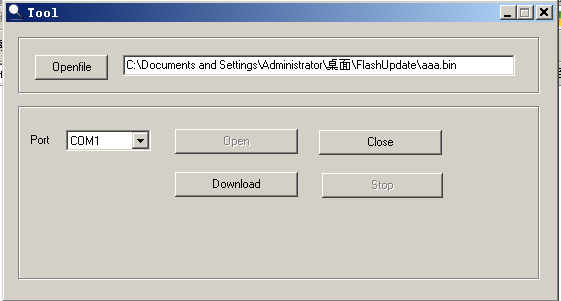 Tool
Openfile
C:\Documents and Settings\Administrator\桌面\FlashUpdate\aaa.bin
Port
COM1
Open
Close
Download
Stop